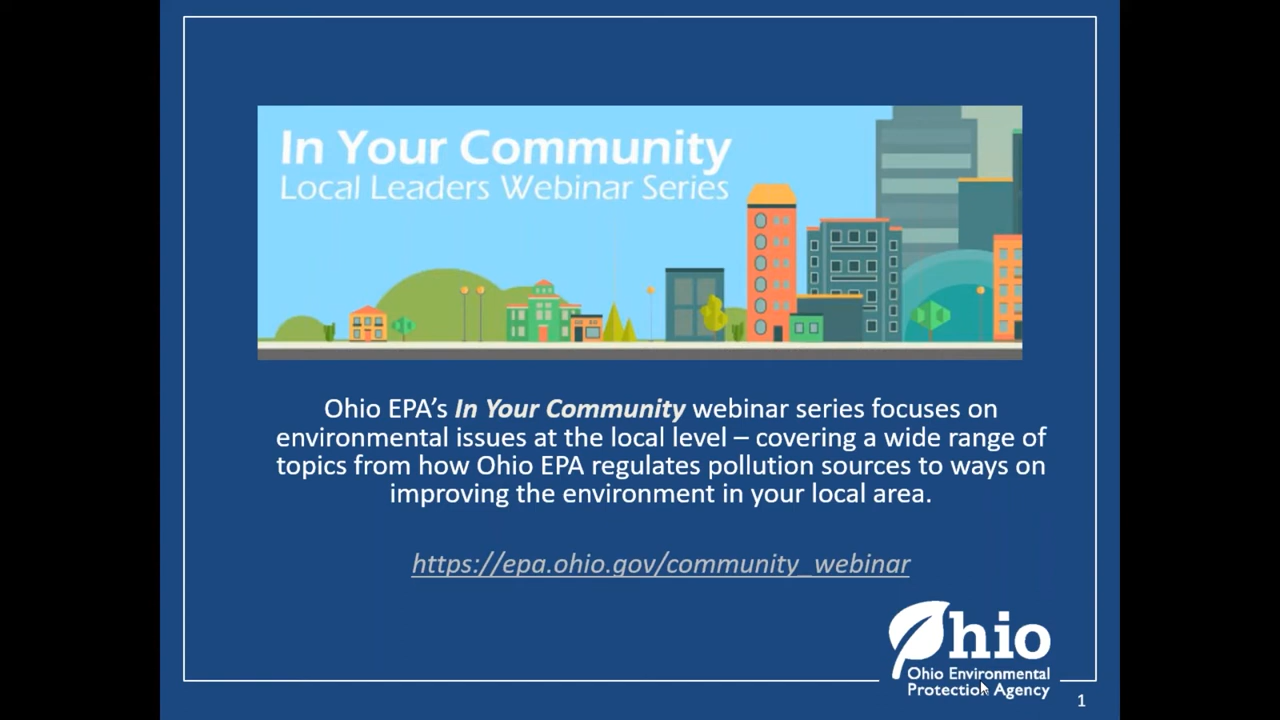 In Your Community
Local Leaders Webinar Series
Ohio EPA's In Your Community webinar series focuses on
environmental issues at the local level – covering a wide range of
topics from how Ohio EPA regulates pollution sources to ways on
improving the environment in your local area.
https://epa.ohio.gov/community_webinar
Ohio
Ohio Environmental
Protection Agency
1